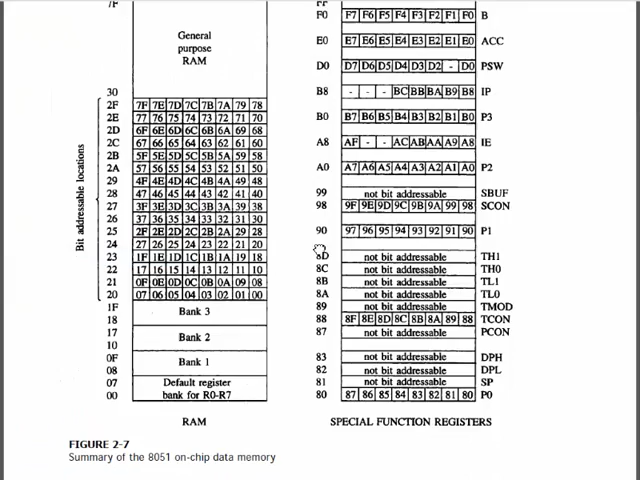 7F
General
purpose
RAM
30
2F 7F 7E 7D 7C 7B 7A 79 78
2E 77 76 75 74 73 72 71 70
2D 6F 6E 6D 6C 6B 6A 69 68
2C 67 66 65 64 63 62 61 60
2B 5F 5E 5D 5C 5B 5A 59 58
2A 57 56 55 54 53 52 51 50
29 4F 4E 4D 4C 4B 4A 49 48
28 47 46 45 44 43 42 41 40
27 3F 3E 3D 3C 3B 3A 39 38
26 37 36 35 34 33 32 31 30
25 2F 2E 2D 2C 2B 2A 29 28
24 27 26 25 24 23 22 21 20
23 1F 1E 1D 1C 1B 1A 19 18
22 17 16 15 14 13 12 11 10
21 0F 0E 0D 0C 0B 0A 09 08
20 07 06 05 04 03 02 01 00
Bit addressable locations
1F
Bank 3
18
17
Bank 2
10
0F
Bank 1
08
07 Default register
00 bank for R0-R7
RAM
FF
F0 F7 F6 F5 F4 F3 F2 F1 F0 B
E0 E7 E6 E5 E4 E3 E2 E1 E0 ACC
D0 D7 D6 D5 D4 D3 D2 - D0 PSW
B8 - - - BC BB BA B9 B8 IP
B0 B7 B6 B5 B4 B3 B2 B1 B0 P3
A8 AF - - AC AB AA A9 A8 IE
A0 A7 A6 A5 A4 A3 A2 A1 A0 P2
99 not bit addressable SBUF
98 9F 9E 9D 9C 9B 9A 99 98 SCON
90 97 96 95 94 93 92 91 90 P1
8D not bit addressable TH1
8C not bit addressable TH0
8B not bit addressable TL1
8A not bit addressable TL0
89 not bit addressable TMOD
88 8F 8E 8D 8C 8B 8A 89 88 TCON
87 not bit addressable PCON
83 not bit addressable DPH
82 not bit addressable DPL
81 not bit addressable SP
80 87 86 85 84 83 82 81 80 P0
SPECIAL FUNCTION REGISTERS
FIGURE 2-7
Summary of the 8051 on-chip data memory